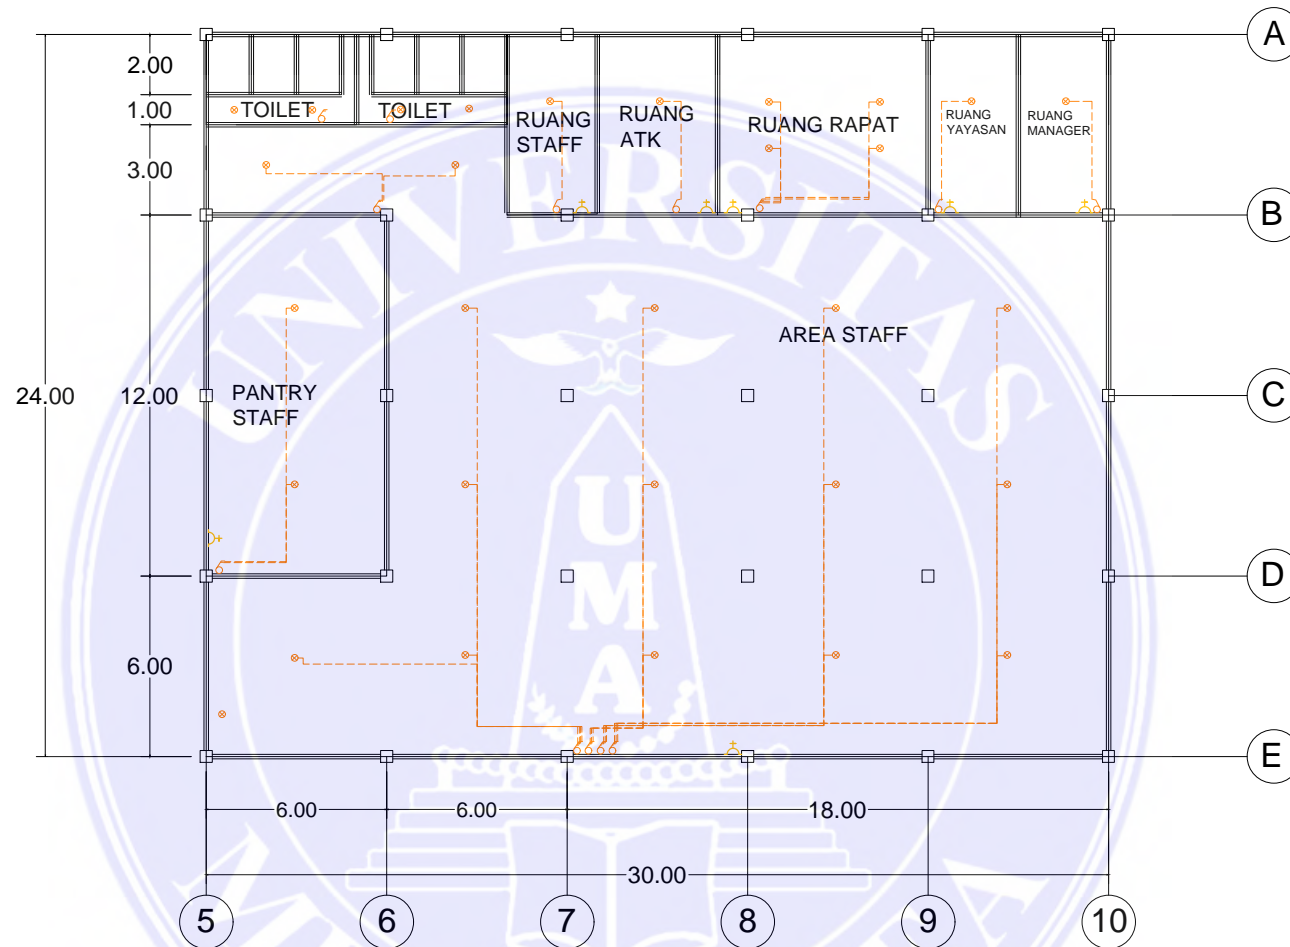 A
2.00
1.00
TOILET
TOILET
RUANG
STAFF
RUANG
ATK
RUANG RAPAT
RUANG
YAYASAN
RUANG
MANAGER
3.00
B
UNIVERSITAS
AREA STAFF
24.00
12.00
PANTRY
STAFF
C
U
M
A
D
6.00
E
6.00
6.00
18.00
30.00
5
6
7
8
9
10